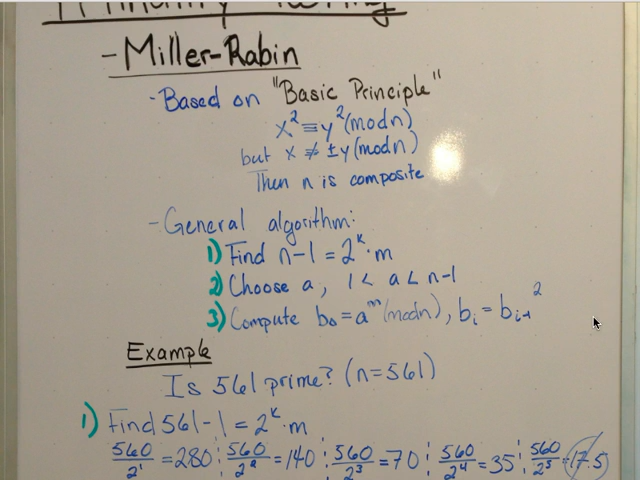 - Miller-Rabin
- Based on "Basic Principle"
x² ≡ y² (mod n)
but x ≢ ±y (mod n)
Then n is composite
- General algorithm:
1) Find n-1 = 2^k · m
2) Choose a, 1 < a < n-1
3) Compute b₀ = a^m (mod n), bᵢ = bᵢ₋₁²
Example
Is 561 prime? (n=561)
1) Find 561-1 = 2^k · m
560/2¹ = 280 ¦ 560/2² = 140 ¦ 560/2³ = 70 ¦ 560/2⁴ = 35 ¦ 560/2⁵ = 17.5